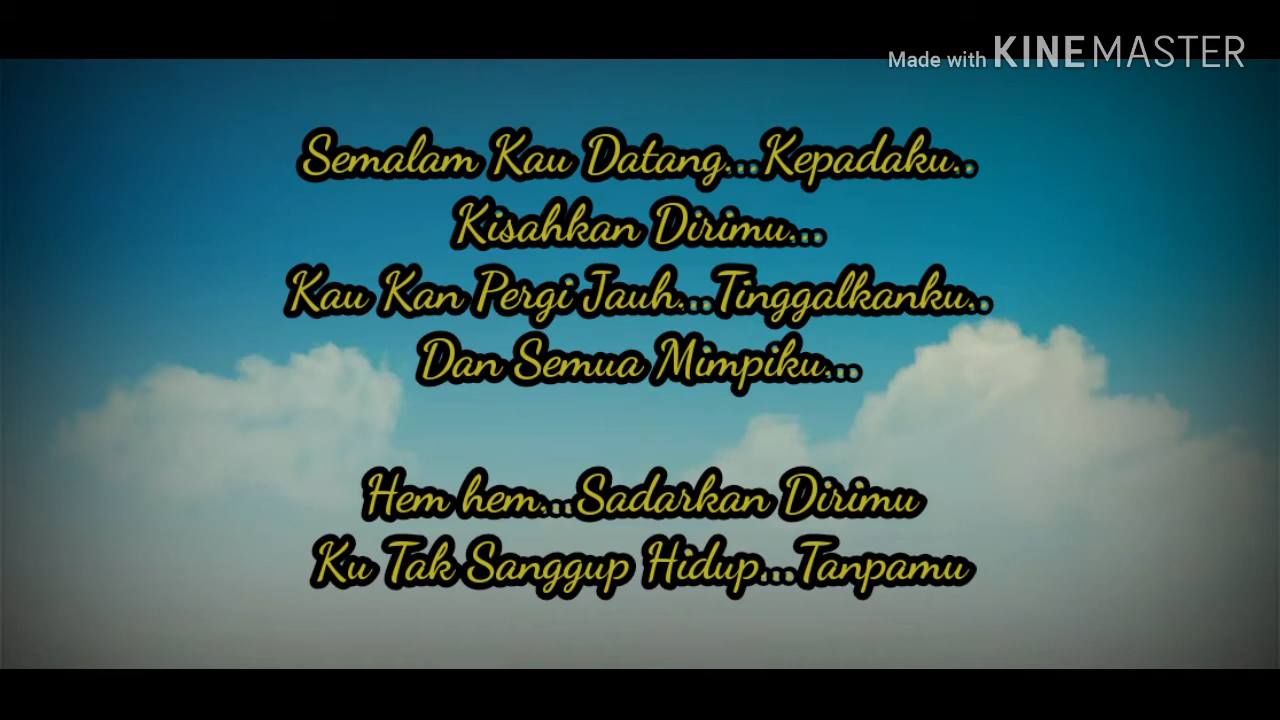 Made with KINEMASTER
Semalam Kau Datang...Kepadaku..
Kisahkan Dirimu...
Kau Kan Pergi Jauh...Tinggalkanku..
Dan Semua Mimpiku...
Hem hem...Sadarkan Dirimu
Ku Tak Sanggup Hidup...Tanpamu